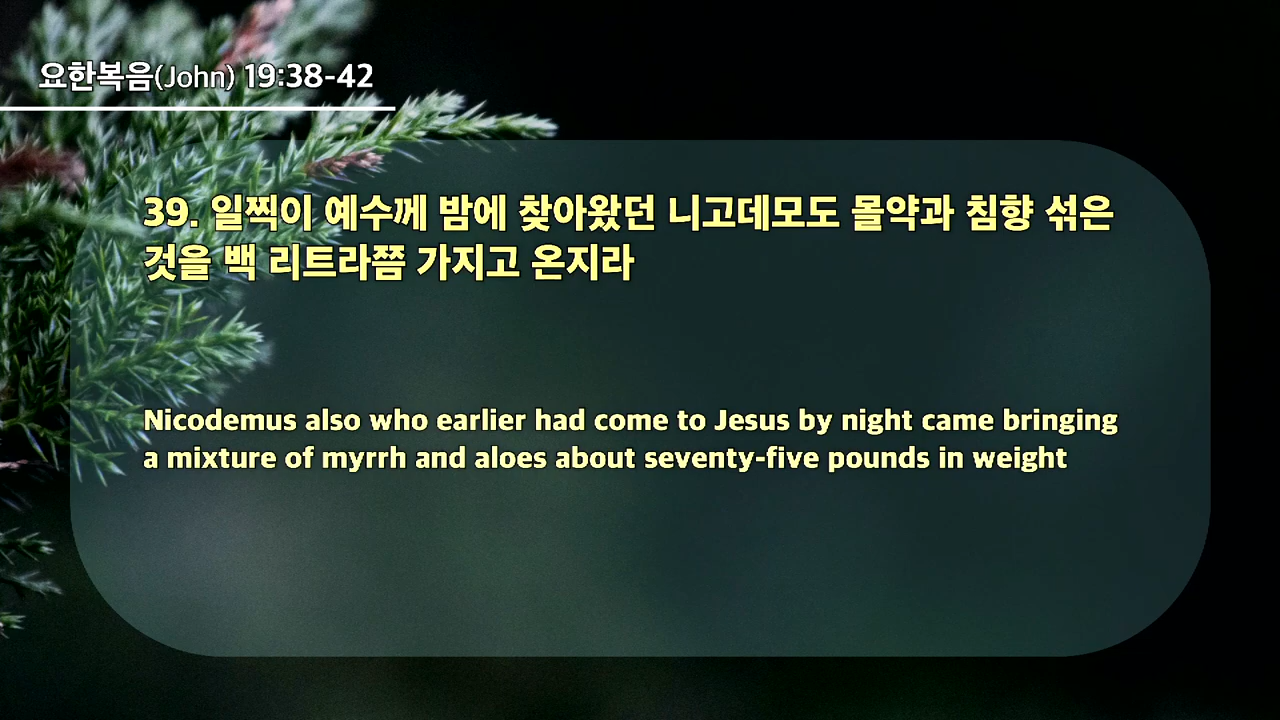 요한복음(John) 19:38-42
39. 일찍이 예수께 밤에 찾아왔던 니고데모도 몰약과 침향 섞은
것을 백 리트라쯤 가지고 온지라
Nicodemus also who earlier had come to Jesus by night came bringing
a mixture of myrrh and aloes about seventy-five pounds in weight